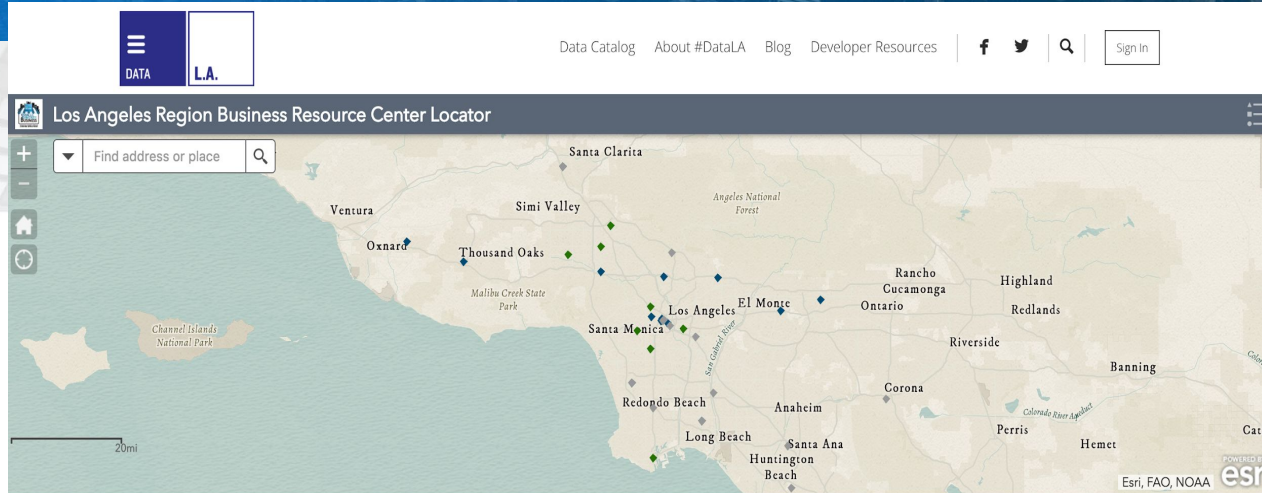 DATA
L.A.
Data Catalog About #DataLA Blog Developer Resources
Sign In
Los Angeles Region Business Resource Center Locator
Find address or place
Santa Clarita
Angeles National
Forest
Ventura
Simi Valley
Oxnard
Thousand Oaks
Malibu Creek State
Park
Rancho
Cucamonga
Highland
Ontario
Redlands
El Monte
Los Angeles
Santa Monica
San Gabriel River
Channel Islands
National Park
Riverside
Banning
Corona
Redondo Beach
Anaheim
Colorado River Aqueduct
Perris
Hemet
Long Beach
Santa Ana
Huntington
Beach
20mi
POWERED BY
esri
Esri, FAO, NOAA